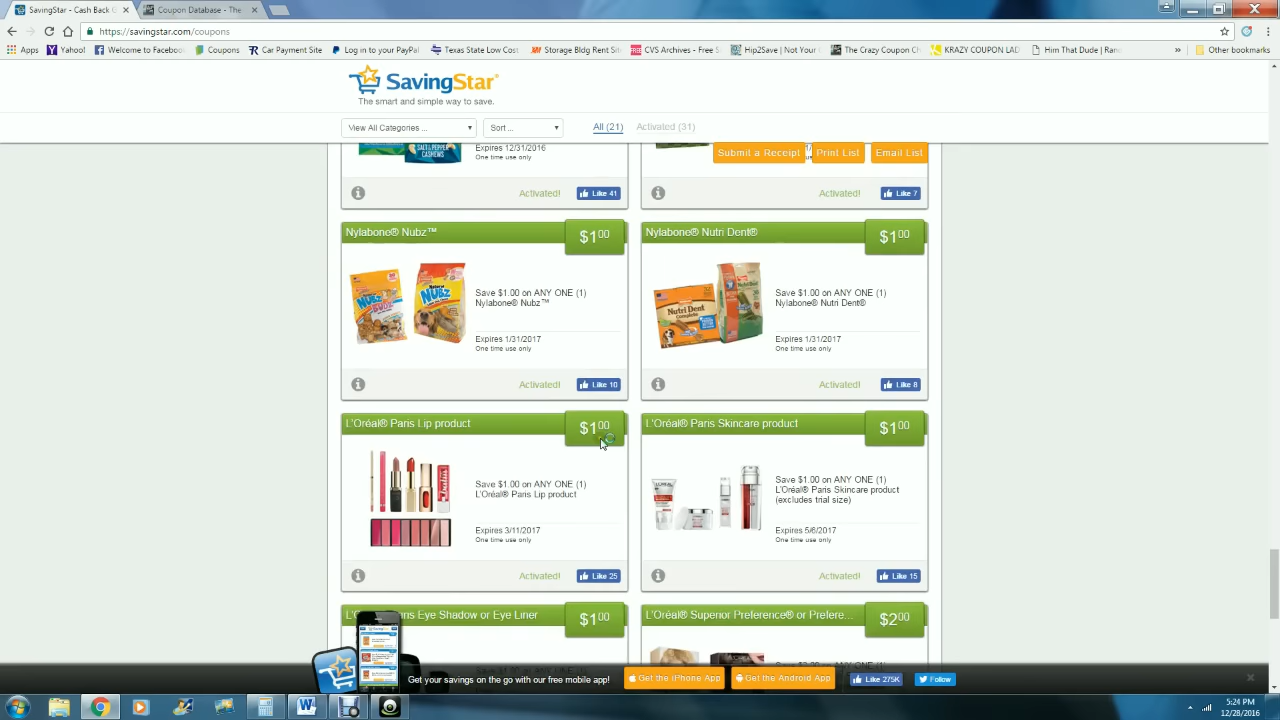 SavingStar - Cash Back G
Coupon Database - The
https://savingstar.com/coupons
Apps
Yahoo!
Welcome to Facebook
Coupons
Car Payment Site
Log in to your PayPal
Texas State Low Cost
Storage Bldg Rent Sit
CVS Archives - Free S
Hip2Save | Not Your
The Crazy Coupon Ch
KRAZY COUPON LAD
Him That Dude | Ran
»
Other bookmarks
SavingStar®
The smart and simple way to save.
View All Categories ...
Sort ...
All (21)
Activated (31)
SALT & PEPPER
CASHEWS
Expires 12/31/2016
One time use only
Submit a Receipt
Print List
Email List
Activated!
Like 41
Activated!
Like 7
Nylabone® Nubz™
$1.00
NUBZ
NUBZ
Save $1.00 on ANY ONE (1)
Nylabone® Nubz™
Expires 1/31/2017
One time use only
Activated!
Like 10
Nylabone® Nutri Dent®
$1.00
Nutri Dent
Save $1.00 on ANY ONE (1)
Nylabone® Nutri Dent®
Expires 1/31/2017
One time use only
Activated!
Like 8
L'Oréal® Paris Lip product
$1.00
Save $1.00 on ANY ONE (1)
L'Oréal® Paris Lip product
Expires 3/11/2017
One time use only
Activated!
Like 25
L'Oréal® Paris Skincare product
$1.00
Save $1.00 on ANY ONE (1)
L'Oréal® Paris Skincare product
(excludes trial size)
Expires 5/6/2017
One time use only
Activated!
Like 15
Eye Shadow or Eye Liner
$1.00
L'Oréal® Superior Preference® or Prefere...
$2.00
Get your savings on the go with our free mobile app!
Get the iPhone App
Get the Android App
Like 275K
Follow
5:24 PM
12/28/2016